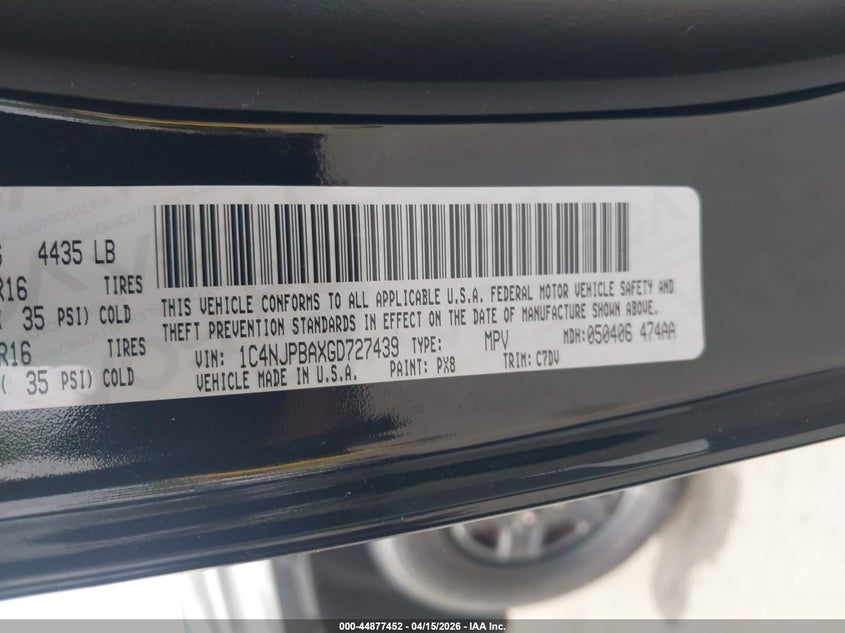 4435 LB
R16 TIRES
35 PSI) COLD
R16 TIRES
( 35 PSI) COLD
THIS VEHICLE CONFORMS TO ALL APPLICABLE U.S.A. FEDERAL MOTOR VEHICLE SAFETY AND
THEFT PREVENTION STANDARDS IN EFFECT ON THE DATE OF MANUFACTURE SHOWN ABOVE.
VIN: 1C4NJPBAXGD727439 TYPE: MPV MDH:050406 474AA
VEHICLE MADE IN U.S.A. PAINT: PX8 TRIM: C7DV
000-44877452 - 04/15/2026 - IAA Inc.